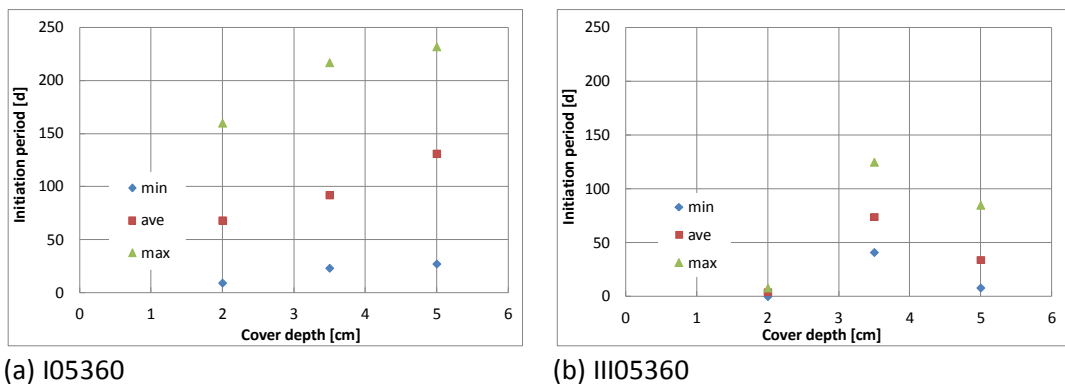 250
200
150
100
50
0
Initiation period [d]
min
ave
max
0 1 2 3 4 5 6
Cover depth [cm]
(a) I05360
250
200
150
100
50
0
Initiation period [d]
min
ave
max
0 1 2 3 4 5 6
Cover depth [cm]
(b) III05360